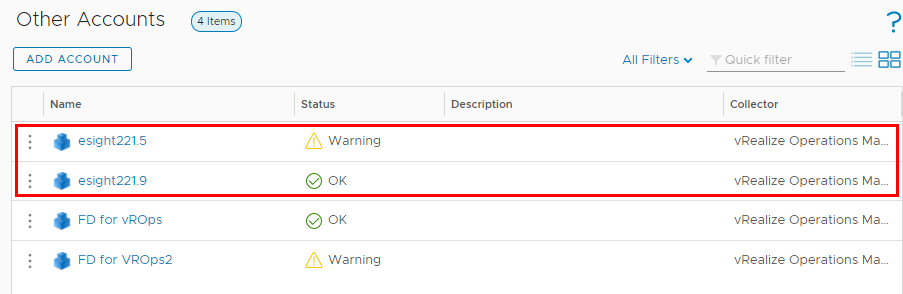 Other Accounts 4 Items ?
ADD ACCOUNT All Filters Quick filter
Name Status Description Collector
esight221.5 Warning vRealize Operations Ma...
esight221.9 OK vRealize Operations Ma...
FD for vROps OK vRealize Operations Ma...
FD for VROps2 Warning vRealize Operations Ma...